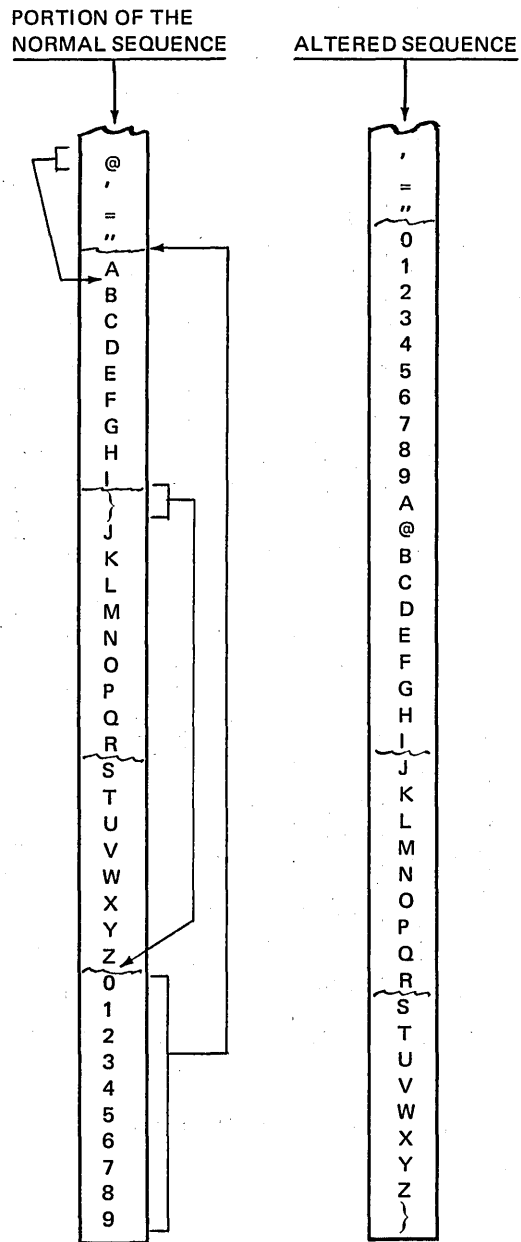 PORTION OF THE
NORMAL SEQUENCE
@
'
=
"
A
B
C
D
E
F
G
H
I
}
J
K
L
M
N
O
P
Q
R
S
T
U
V
W
X
Y
Z
0
1
2
3
4
5
6
7
8
9
ALTERED SEQUENCE
'
=
"
0
1
2
3
4
5
6
7
8
9
A
@
B
C
D
E
F
G
H
I
J
K
L
M
N
O
P
Q
R
S
T
U
V
W
X
Y
Z
}